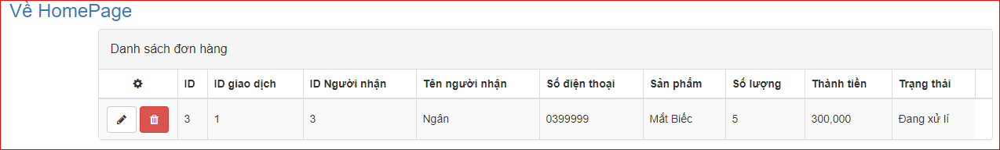 Về HomePage
Danh sách đơn hàng
ID ID giao dịch ID Người nhận Tên người nhận Số điện thoại Sản phẩm Số lượng Thành tiền Trạng thái
3 1 3 Ngân 0399999 Mắt Biếc 5 300,000 Đang xử lí